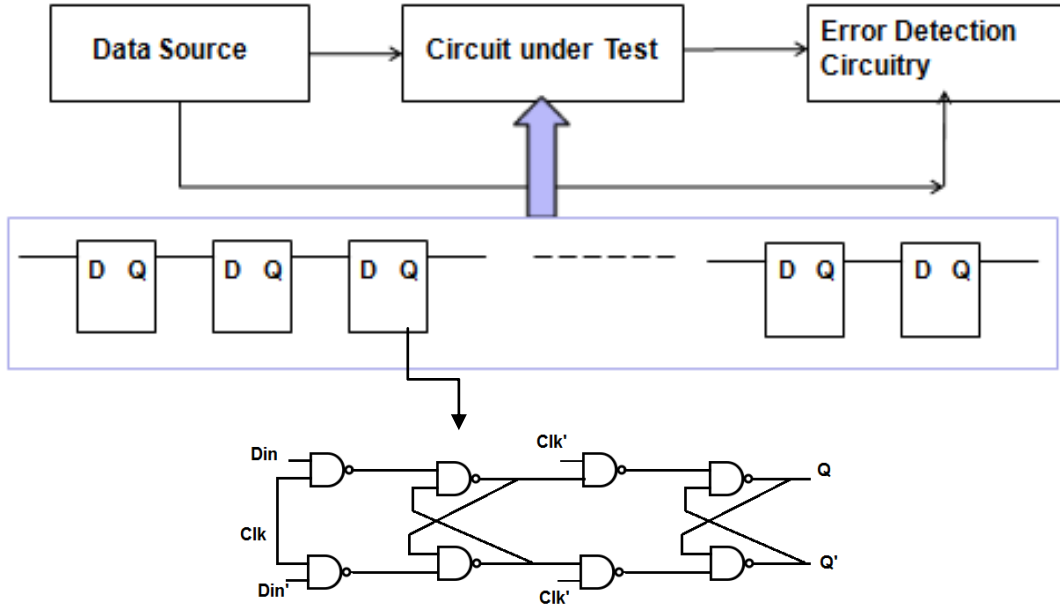 Data Source
Circuit under Test
Error Detection
Circuitry
D Q D Q D Q D Q D Q
Din
Clk'
Q
Clk
Din'
Clk'
Q'